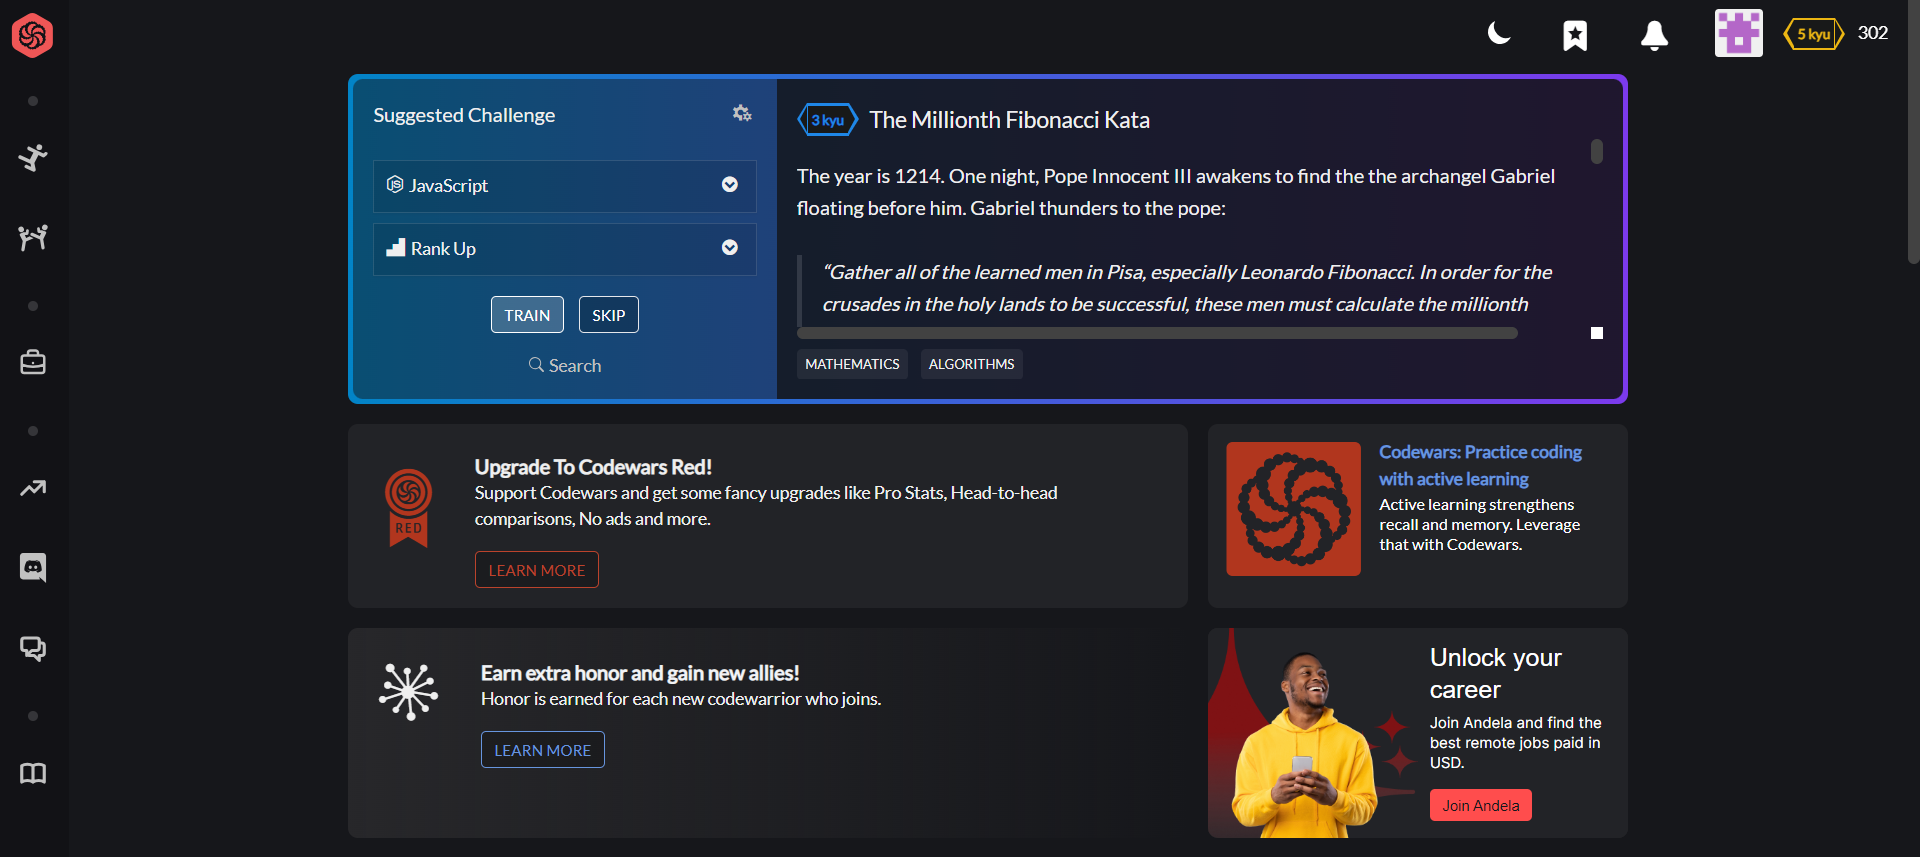 5 kyu
302
Suggested Challenge
JavaScript
Rank Up
TRAIN
SKIP
Search
3 kyu
The Millionth Fibonacci Kata
The year is 1214. One night, Pope Innocent III awakens to find the the archangel Gabriel
floating before him. Gabriel thunders to the pope:
“Gather all of the learned men in Pisa, especially Leonardo Fibonacci. In order for the
crusades in the holy lands to be successful, these men must calculate the millionth
MATHEMATICS
ALGORITHMS
RED
Upgrade To Codewars Red!
Support Codewars and get some fancy upgrades like Pro Stats, Head-to-head
comparisons, No ads and more.
LEARN MORE
Codewars: Practice coding
with active learning
Active learning strengthens
recall and memory. Leverage
that with Codewars.
Earn extra honor and gain new allies!
Honor is earned for each new codewarrior who joins.
LEARN MORE
Unlock your
career
Join Andela and find the
best remote jobs paid in
USD.
Join Andela